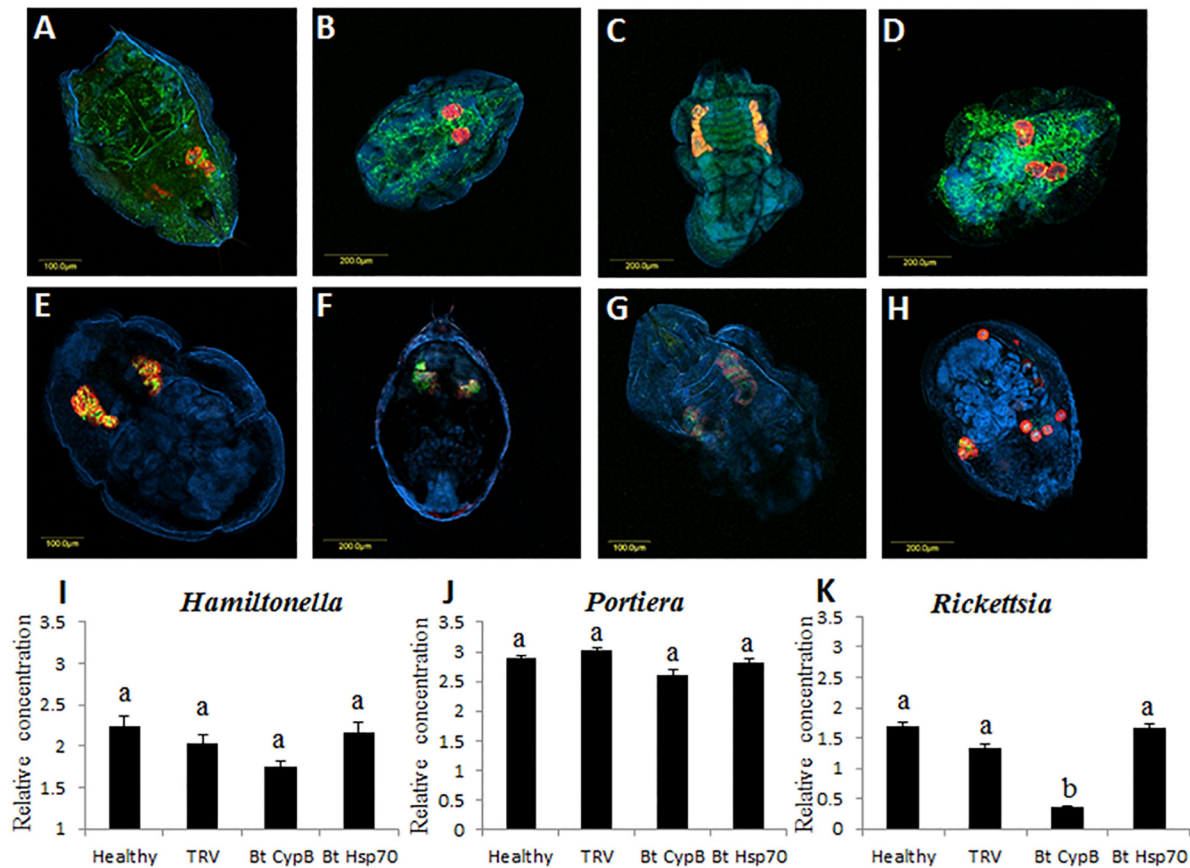 A
B
C
D
100.0µm
200.0µm
200.0µm
200.0µm
E
F
G
H
100.0µm
200.0µm
100.0µm
200.0µm
I
Hamiltonella
J
Portiera
K
Rickettsia
Relative concentration
3.5
3
2.5
2
1.5
1
a
a
a
a
Healthy
TRV
Bt CypB
Bt Hsp70
Relative concentration
3.5
3
2.5
2
1.5
1
0.5
0
a
a
a
a
Healthy
TRV
Bt CypB
Bt Hsp70
Relative concentration
3.5
3
2.5
2
1.5
1
0.5
0
a
a
b
a
Healthy
TRV
Bt CypB
Bt Hsp70